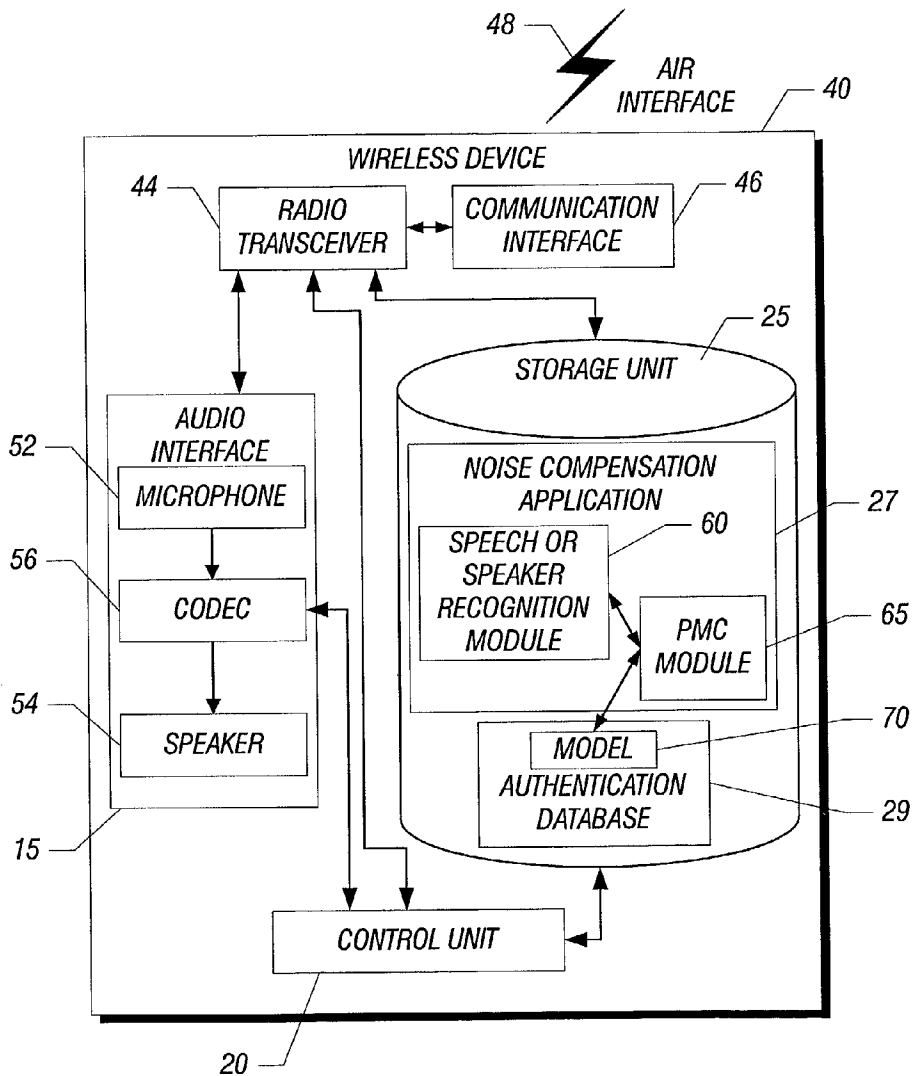 48
AIR
INTERFACE
40
WIRELESS DEVICE
44
RADIO
TRANSCEIVER
COMMUNICATION
INTERFACE
46
25
STORAGE UNIT
AUDIO
INTERFACE
52
MICROPHONE
NOISE COMPENSATION
APPLICATION
27
60
SPEECH OR
SPEAKER
RECOGNITION
MODULE
56
CODEC
PMC
MODULE
65
54
SPEAKER
70
MODEL
AUTHENTICATION
DATABASE
29
15
CONTROL UNIT
20